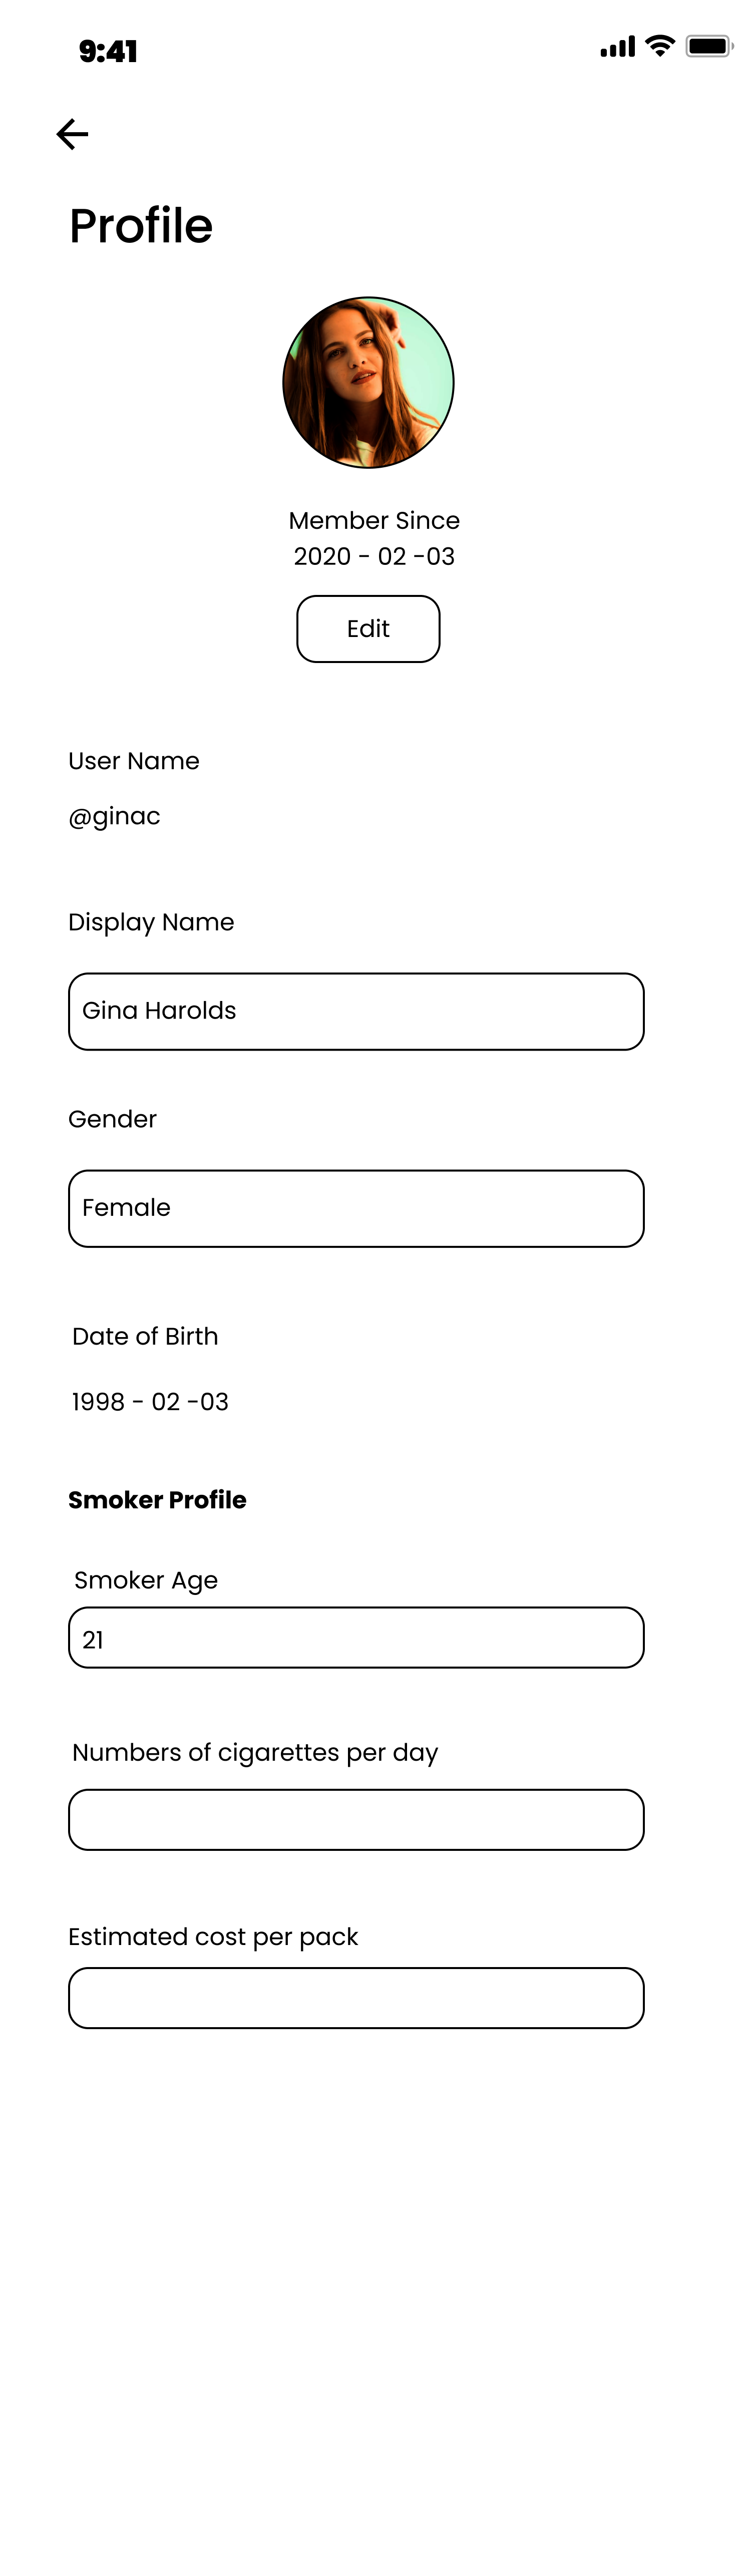 9:41
Profile
Member Since
2020 - 02 -03
Edit
User Name
@ginac
Display Name
Gina Harolds
Gender
Female
Date of Birth
1998 - 02 -03
Smoker Profile
Smoker Age
21
Numbers of cigarettes per day
Estimated cost per pack